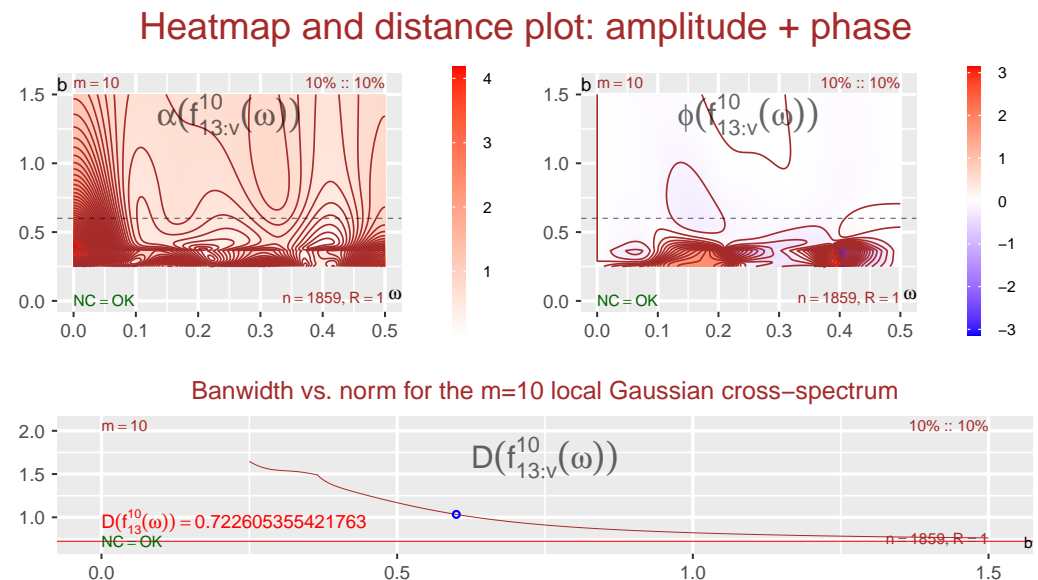 Heatmap and distance plot: amplitude + phase
b m = 10 10% :: 10%
α(f¹⁰₁₃:ᵥ(ω))
1.5
1.0
0.5
0.0
NC = OK n = 1859, R = 1 ω
0.0 0.1 0.2 0.3 0.4 0.5
4
3
2
1
b m = 10 10% :: 10%
ϕ(f¹⁰₁₃:ᵥ(ω))
1.5
1.0
0.5
0.0
NC = OK n = 1859, R = 1 ω
0.0 0.1 0.2 0.3 0.4 0.5
3
2
1
0
−1
−2
−3
Banwidth vs. norm for the m=10 local Gaussian cross−spectrum
m = 10 10% :: 10%
D(f¹⁰₁₃:ᵥ(ω))
2.0
1.5
1.0
D(f¹⁰₁₃(ω)) = 0.722605355421763
NC = OK n = 1859, R = 1 b
0.0 0.5 1.0 1.5